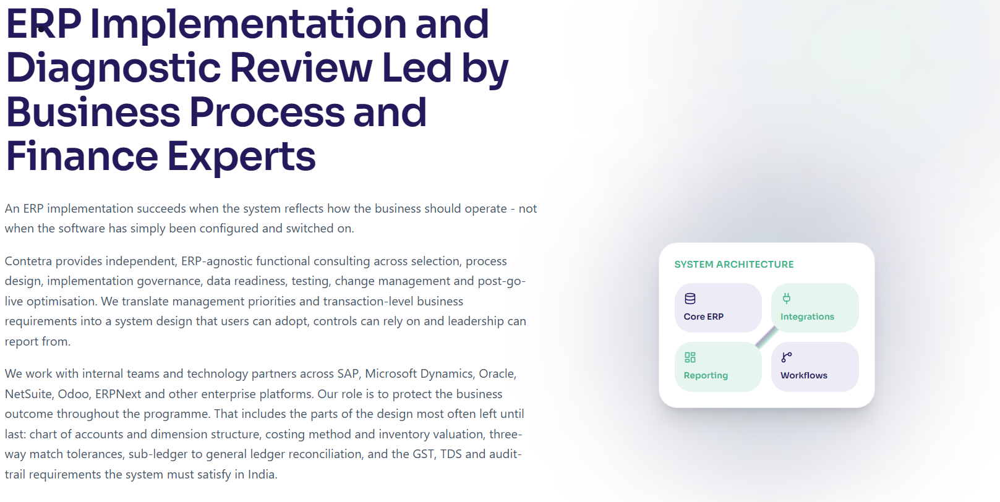 ERP Implementation and
Diagnostic Review Led by
Business Process and
Finance Experts
An ERP implementation succeeds when the system reflects how the business should operate - not
when the software has simply been configured and switched on.
Contetra provides independent, ERP-agnostic functional consulting across selection, process
design, implementation governance, data readiness, testing, change management and post-go-
live optimisation. We translate management priorities and transaction-level business
requirements into a system design that users can adopt, controls can rely on and leadership can
report from.
We work with internal teams and technology partners across SAP, Microsoft Dynamics, Oracle,
NetSuite, Odoo, ERPNext and other enterprise platforms. Our role is to protect the business
outcome throughout the programme. That includes the parts of the design most often left until
last: chart of accounts and dimension structure, costing method and inventory valuation, three-
way match tolerances, sub-ledger to general ledger reconciliation, and the GST, TDS and audit-
trail requirements the system must satisfy in India.
SYSTEM ARCHITECTURE
Core ERP
Integrations
Reporting
Workflows